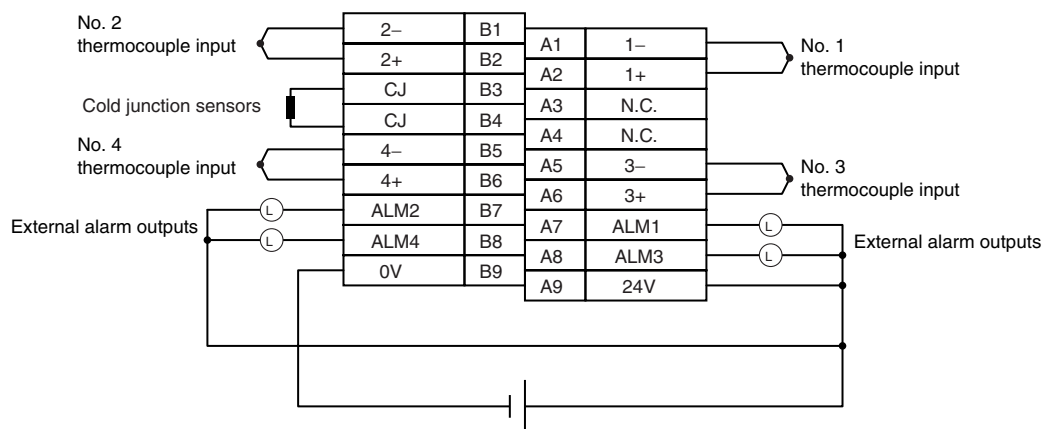 No. 2
thermocouple input
2– B1
2+ B2
Cold junction sensors
CJ B3
CJ B4
No. 4
thermocouple input
4– B5
4+ B6
External alarm outputs
L ALM2 B7
L ALM4 B8
0V B9
A1 1–
A2 1+
No. 1
thermocouple input
A3 N.C.
A4 N.C.
A5 3–
A6 3+
No. 3
thermocouple input
A7 ALM1 L
A8 ALM3 L
External alarm outputs
A9 24V